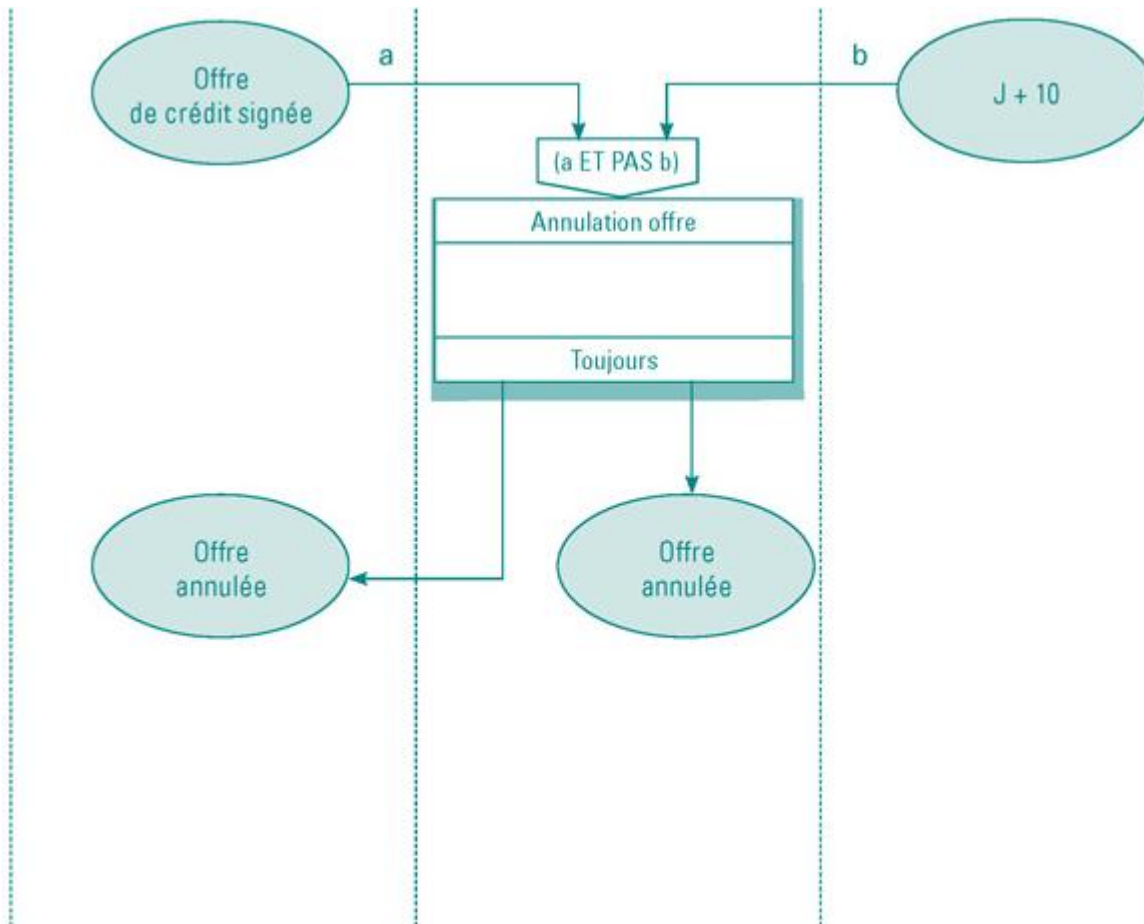 Offre
de crédit signée
a
b
J + 10
(a ET PAS b)
Annulation offre
Toujours
Offre
annulée
Offre
annulée